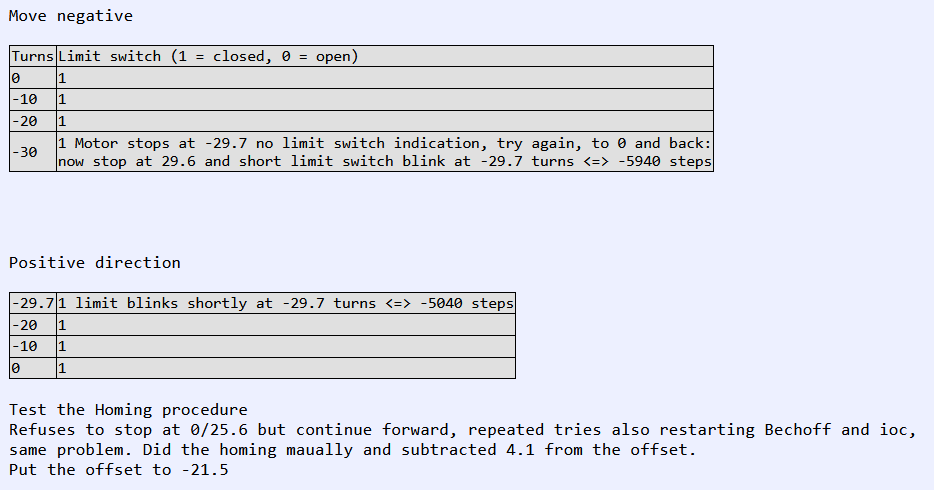 Move negative
Turns Limit switch (1 = closed, 0 = open)
0 1
-10 1
-20 1
-30 1 Motor stops at -29.7 no limit switch indication, try again, to 0 and back:
now stop at 29.6 and short limit switch blink at -29.7 turns <=> -5940 steps
Positive direction
-29.7 1 limit blinks shortly at -29.7 turns <=> -5040 steps
-20 1
-10 1
0 1
Test the Homing procedure
Refuses to stop at 0/25.6 but continue forward, repeated tries also restarting Bechoff and ioc,
same problem. Did the homing maually and subtracted 4.1 from the offset.
Put the offset to -21.5